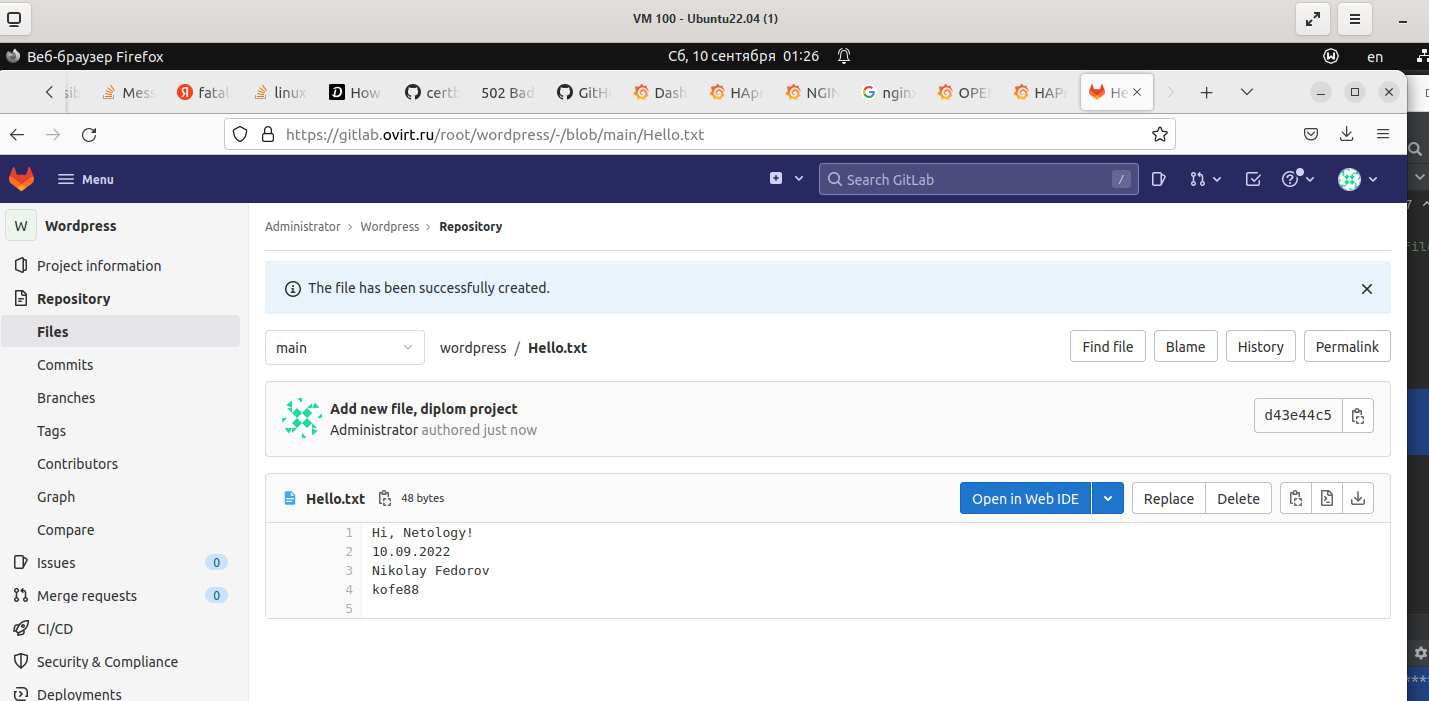 VM 100 - Ubuntu22.04 (1)
Веб-браузер Firefox
Сб, 10 сентября 01:26
en
Mess
fatal
linux
How
certb
502 Bad
GitH
Dash
HApr
NGIN
nginx
OPEN
HAP
He
https://gitlab.ovirt.ru/root/wordpress/-/blob/main/Hello.txt
Menu
Search GitLab
/
W Wordpress
Project information
Repository
Files
Commits
Branches
Tags
Contributors
Graph
Compare
Issues 0
Merge requests 0
CI/CD
Security & Compliance
Deployments
Administrator > Wordpress > Repository
The file has been successfully created.
main
wordpress / Hello.txt
Find file
Blame
History
Permalink
Add new file, diplom project
Administrator authored just now
d43e44c5
Hello.txt 48 bytes
Open in Web IDE
Replace
Delete
1 Hi, Netology!
2 10.09.2022
3 Nikolay Fedorov
4 kofe88
5